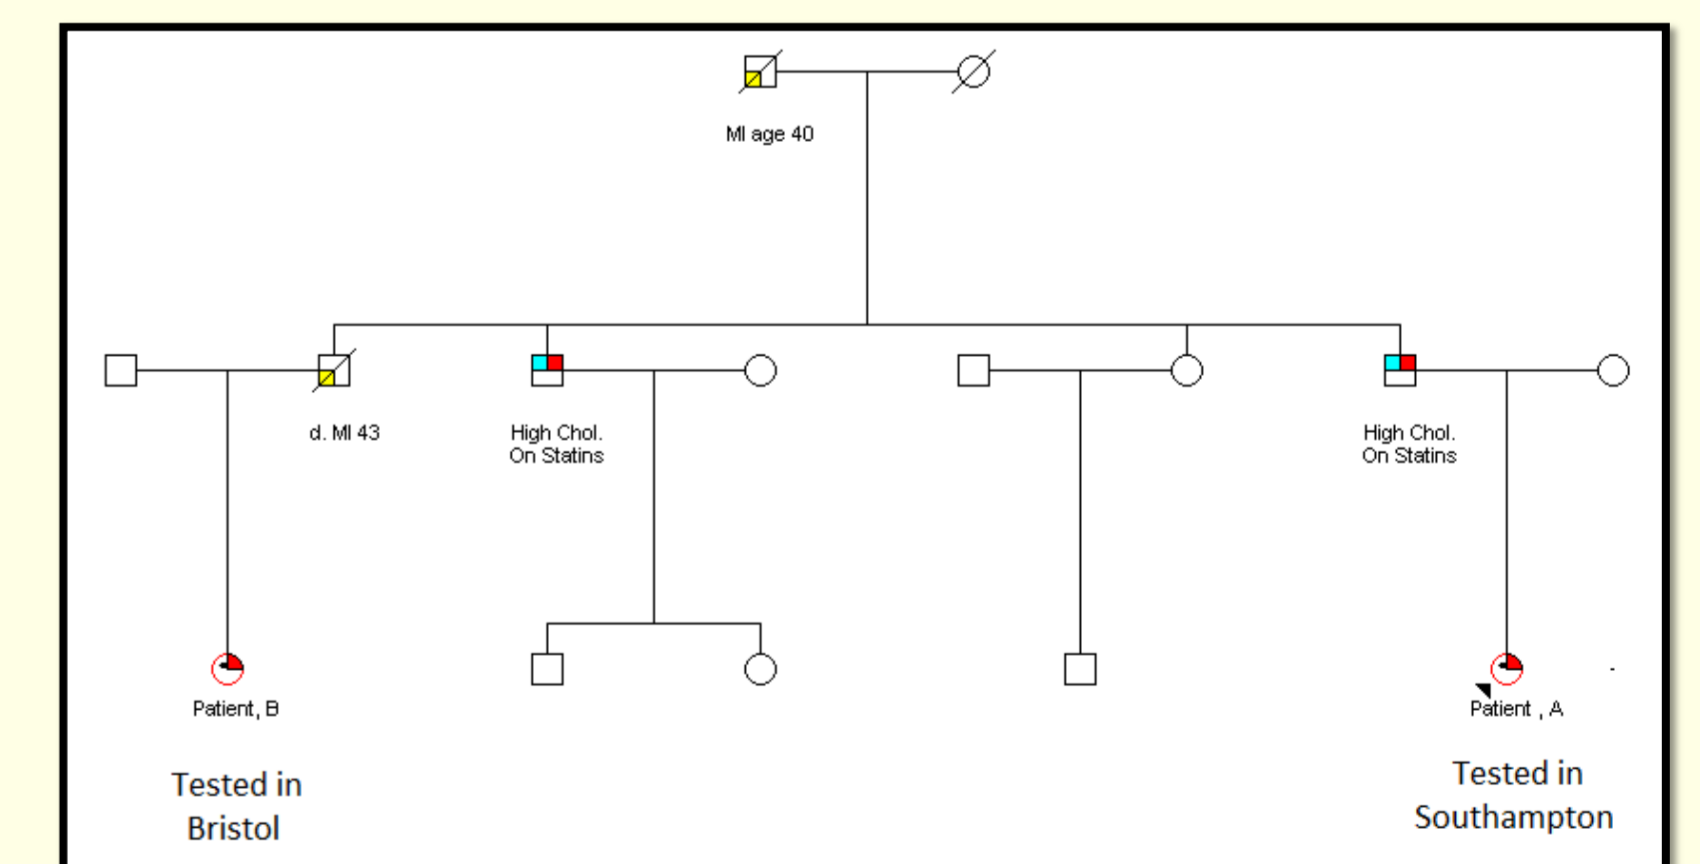 MI age 40
d. MI 43
High Chol.
On Statins
High Chol.
On Statins
Patient, B
Patient , A
Tested in
Bristol
Tested in
Southampton